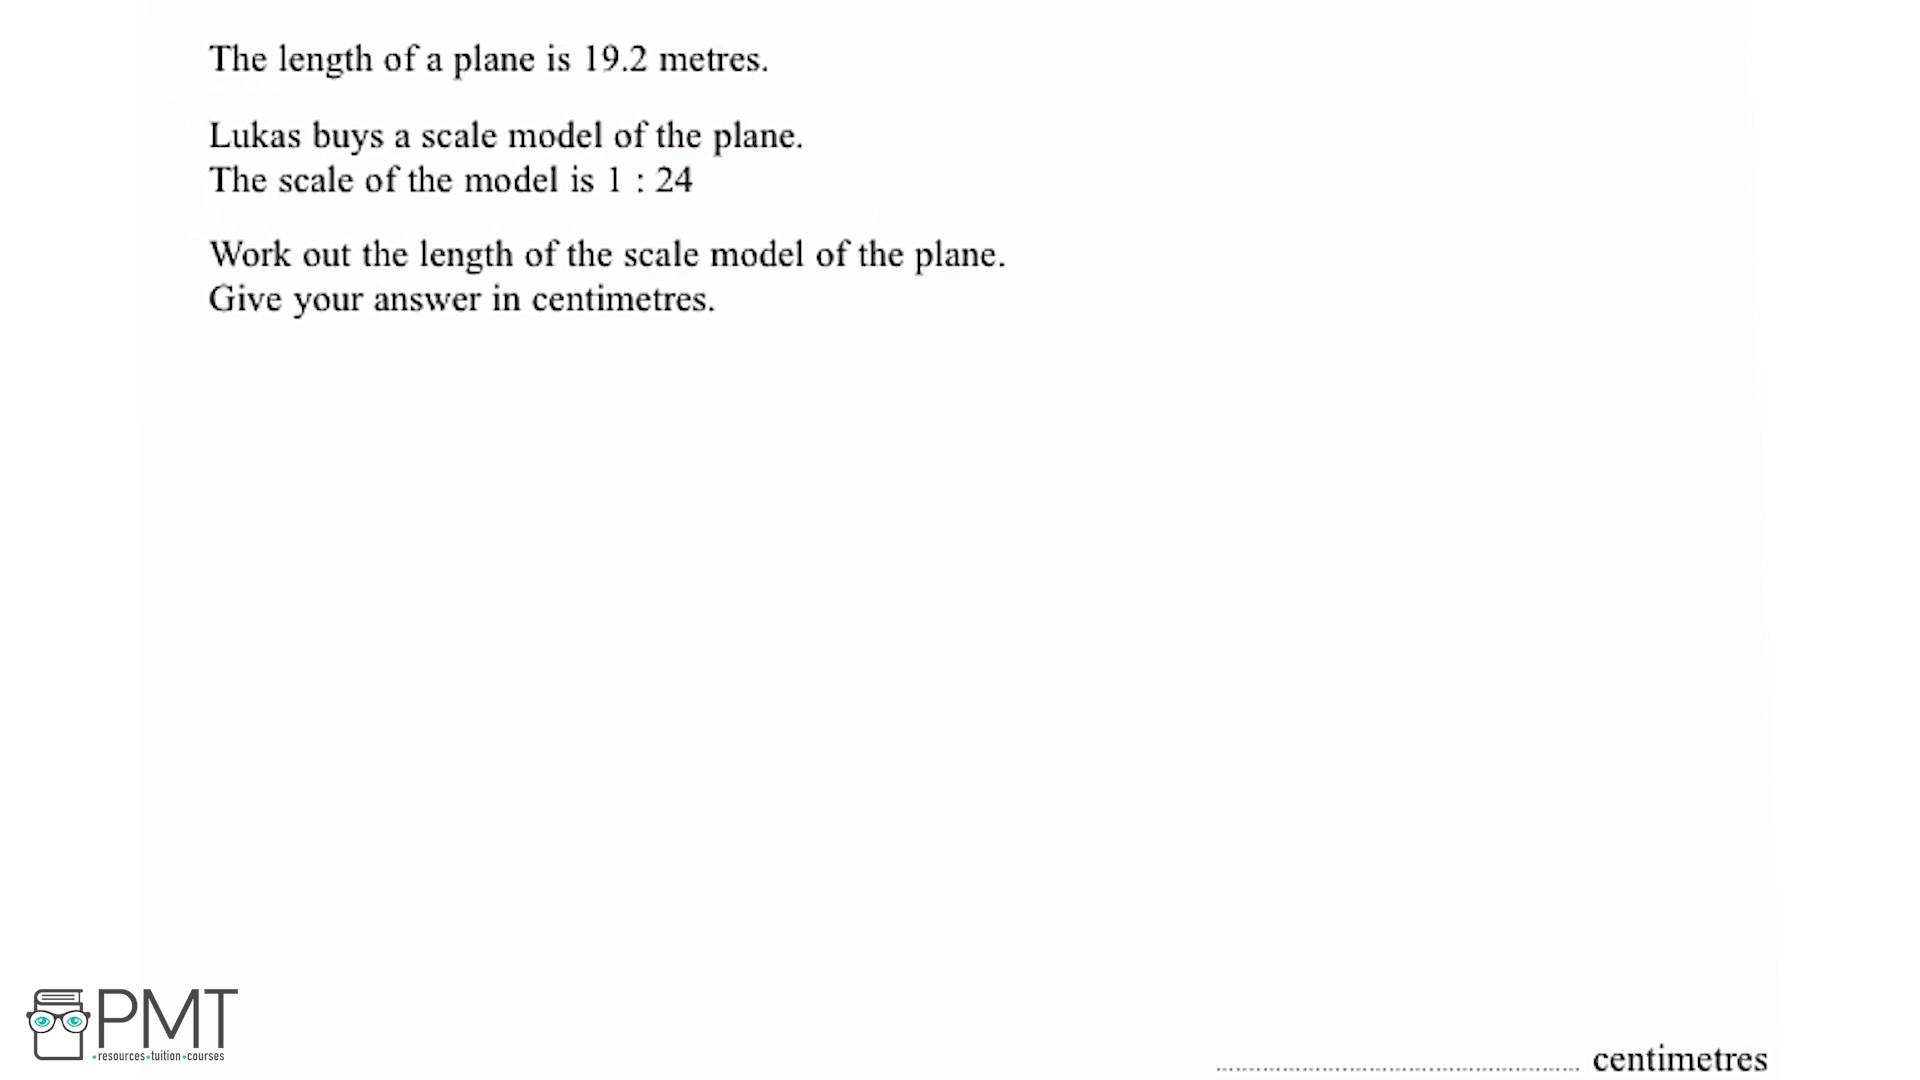 The length of a plane is 19.2 metres.
Lukas buys a scale model of the plane.
The scale of the model is 1 : 24
Work out the length of the scale model of the plane.
Give your answer in centimetres.
PMT
•resources•tuition•courses
centimetres